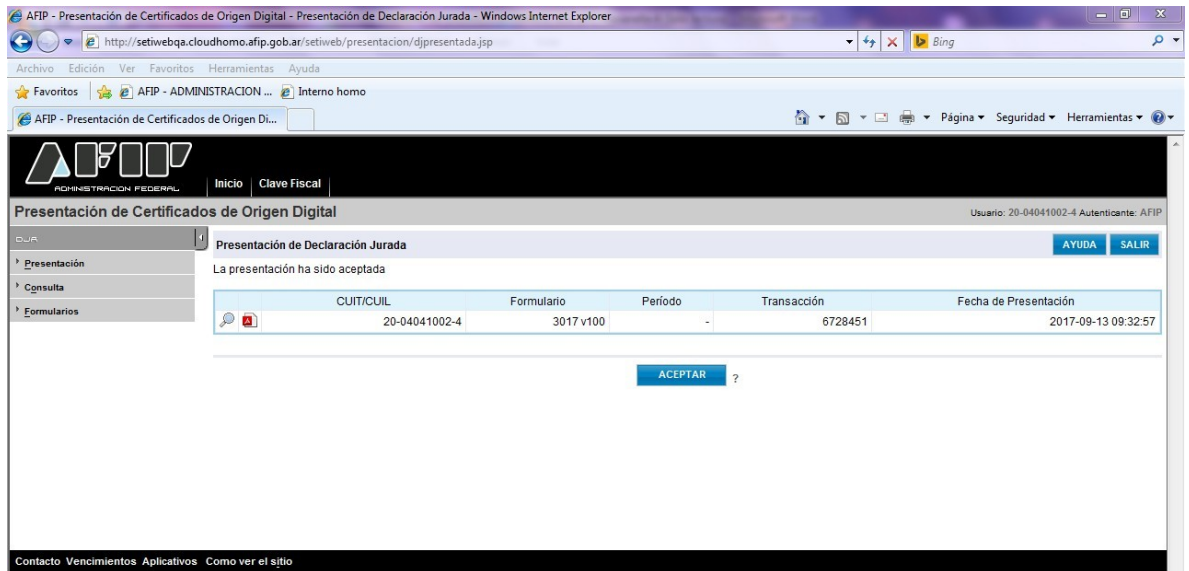 AFIP - Presentación de Certificados de Origen Digital - Presentación de Declaración Jurada - Windows Internet Explorer
http://setiwebqa.cloudhomo.afip.gob.ar/setiweb/presentacion/djpresentada.jsp Bing
Archivo Edición Ver Favoritos Herramientas Ayuda
Favoritos AFIP - ADMINISTRACION ... Interno homo
AFIP - Presentación de Certificados de Origen Di... Página Seguridad Herramientas
AFIP
ADMINISTRACION FEDERAL Inicio Clave Fiscal
Presentación de Certificados de Origen Digital Usuario: 20-04041002-4 Autenticante: AFIP
DJR Presentación de Declaración Jurada AYUDA SALIR
Presentación La presentación ha sido aceptada
Consulta
Formularios
CUIT/CUIL Formulario Período Transacción Fecha de Presentación
20-04041002-4 3017 v100 - 6728451 2017-09-13 09:32:57
ACEPTAR ?
Contacto Vencimientos Aplicativos Como ver el sitio